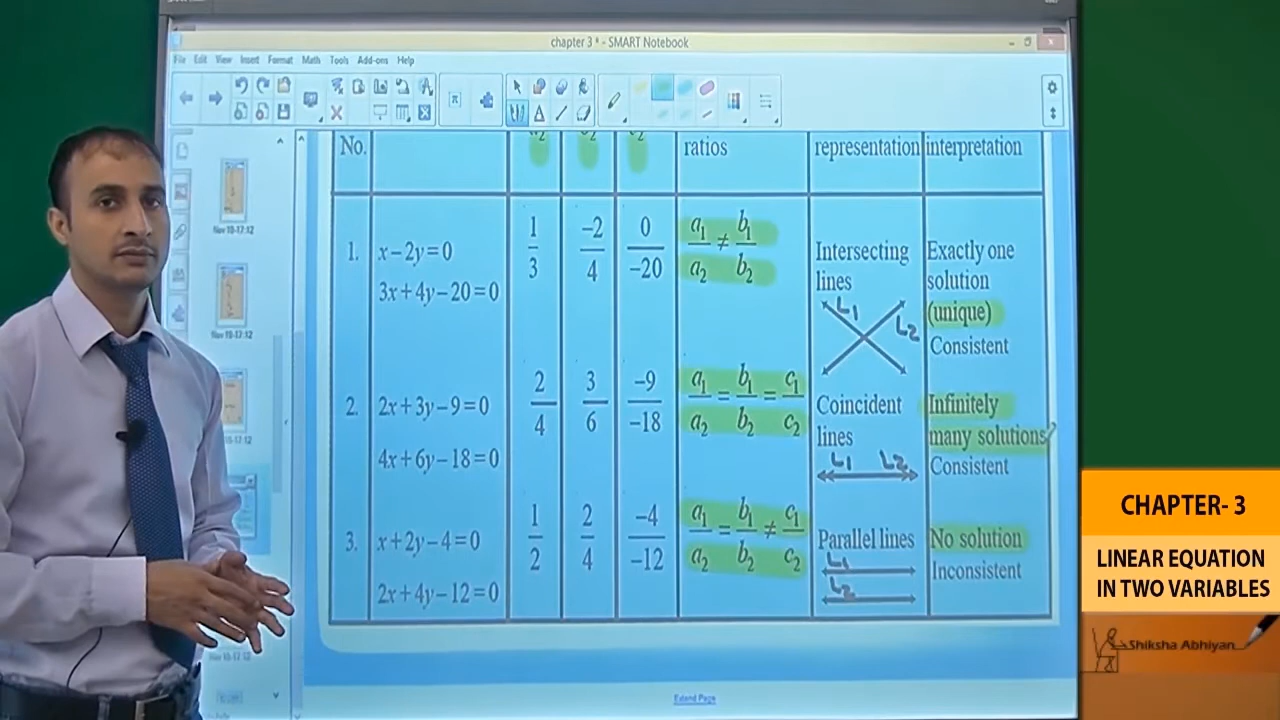 chapter 3 * - SMART Notebook
File Edit View Insert Format Math Tools Add-ons Help
No. ratios representation interpretation
1. x−2y=0 3x+4y−20=0 1/3 −2/4 0/−20 a₁/a₂ ≠ b₁/b₂ Intersecting lines L₁ L₂ Exactly one solution (unique) Consistent
2. 2x+3y−9=0 4x+6y−18=0 2/4 3/6 −9/−18 a₁/a₂ = b₁/b₂ = c₁/c₂ Coincident lines L₁ L₂ Infinitely many solutions Consistent
3. x+2y−4=0 2x+4y−12=0 1/2 2/4 −4/−12 a₁/a₂ = b₁/b₂ ≠ c₁/c₂ Parallel lines L₁ L₂ No solution Inconsistent
Extend Page
CHAPTER- 3
LINEAR EQUATION
IN TWO VARIABLES
Shiksha Abhiyan